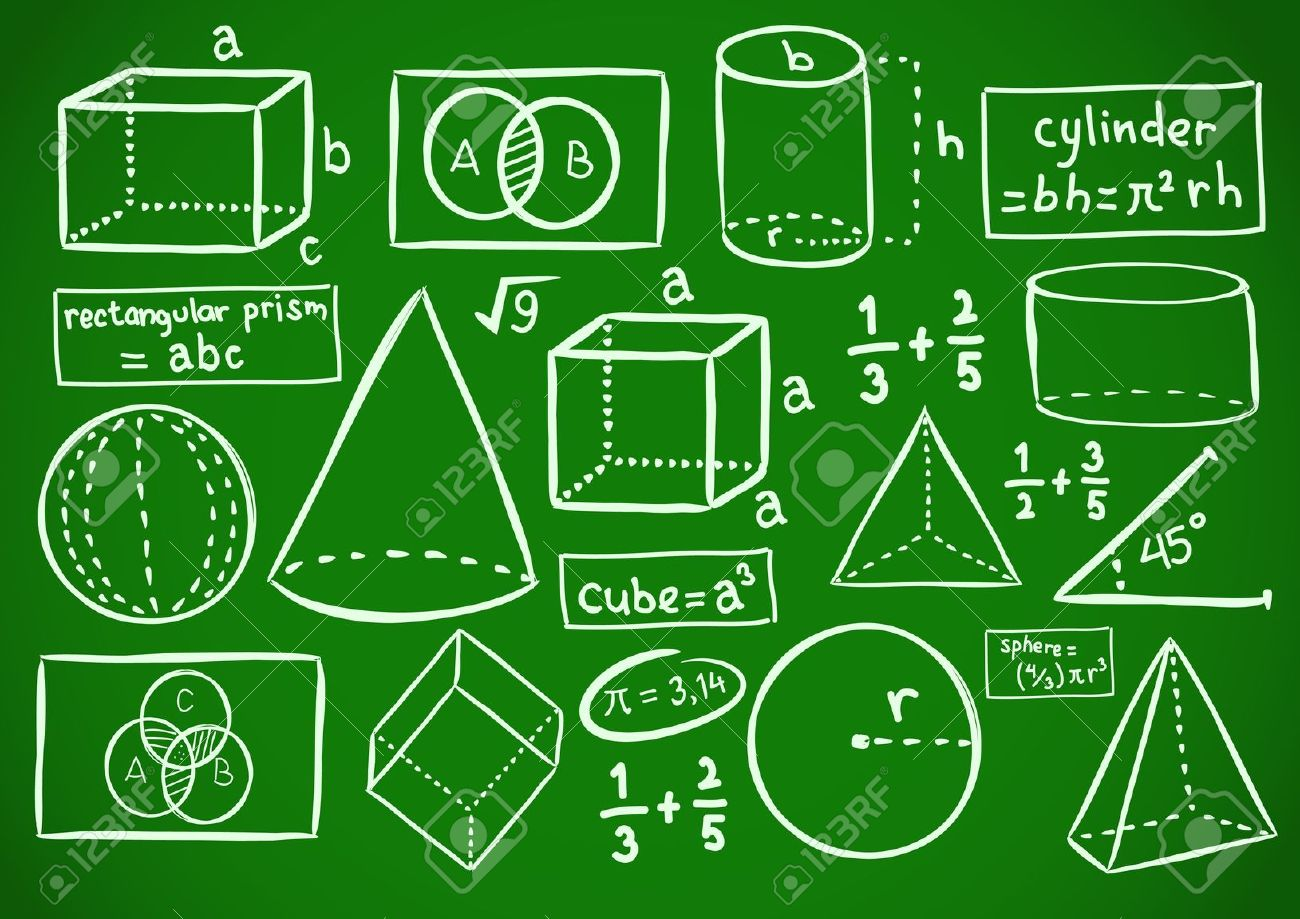 a
b
c
A B
b
h
r
cylinder
=bh=π²rh
rectangular prism
= abc
√9
a
a
a
1/3 + 2/5
1/2 + 3/5
45°
cube=a³
C
A B
π = 3,14
1/3 + 2/5
r
sphere=
(4/3)πr³
123RF